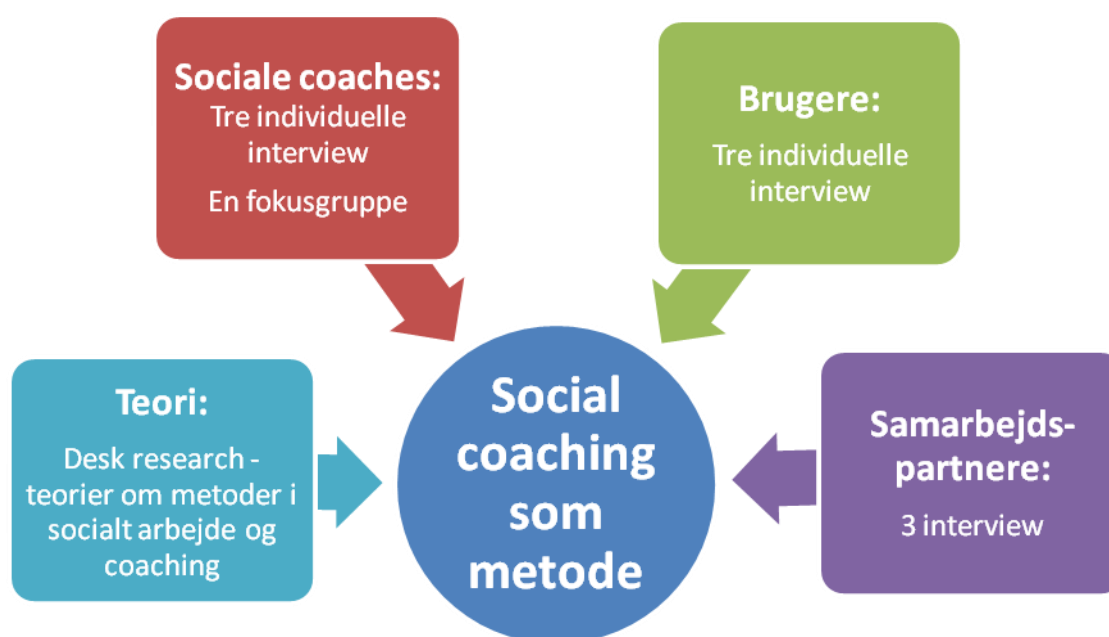 Sociale coaches:
Tre individuelle
interview
En fokusgruppe
Brugere:
Tre individuelle
interview
Teori:
Desk research -
teorier om metoder i
socialt arbejde og
coaching
Social
coaching
som
metode
Samarbejds-
partnere:
3 interview